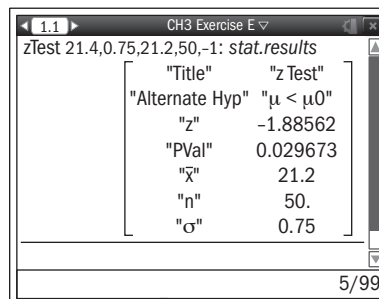 1.1 CH3 Exercise E
zTest 21.4,0.75,21.2,50,–1: stat.results
"Title" "z Test"
"Alternate Hyp" "μ < μ0"
"z" –1.88562
"PVal" 0.029673
"x̄" 21.2
"n" 50.
"σ" 0.75
5/99